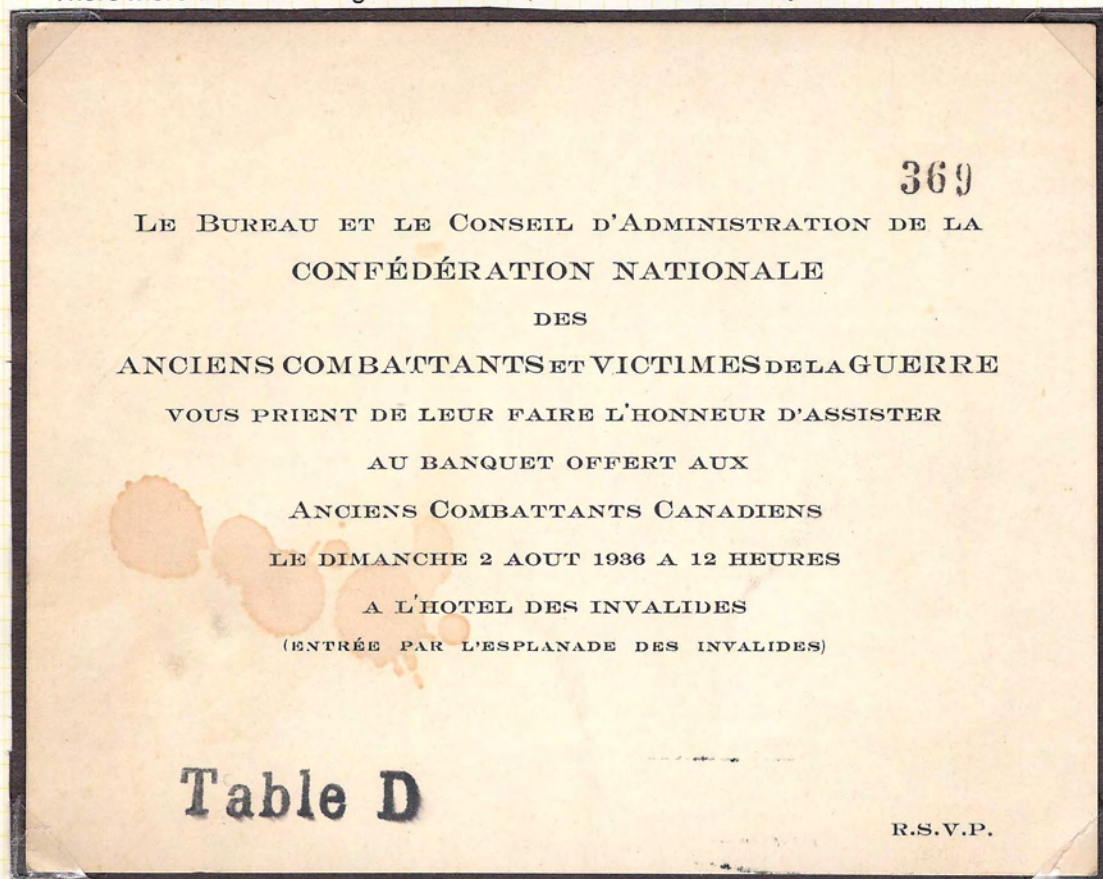 369
LE BUREAU ET LE CONSEIL D'ADMINISTRATION DE LA
CONFÉDÉRATION NATIONALE
DES
ANCIENS COMBATTANTS ET VICTIMES DE LA GUERRE
VOUS PRIENT DE LEUR FAIRE L'HONNEUR D'ASSISTER
AU BANQUET OFFERT AUX
ANCIENS COMBATTANTS CANADIENS
LE DIMANCHE 2 AOUT 1936 A 12 HEURES
A L'HOTEL DES INVALIDES
(ENTRÉE PAR L'ESPLANADE DES INVALIDES)
Table D
R.S.V.P.